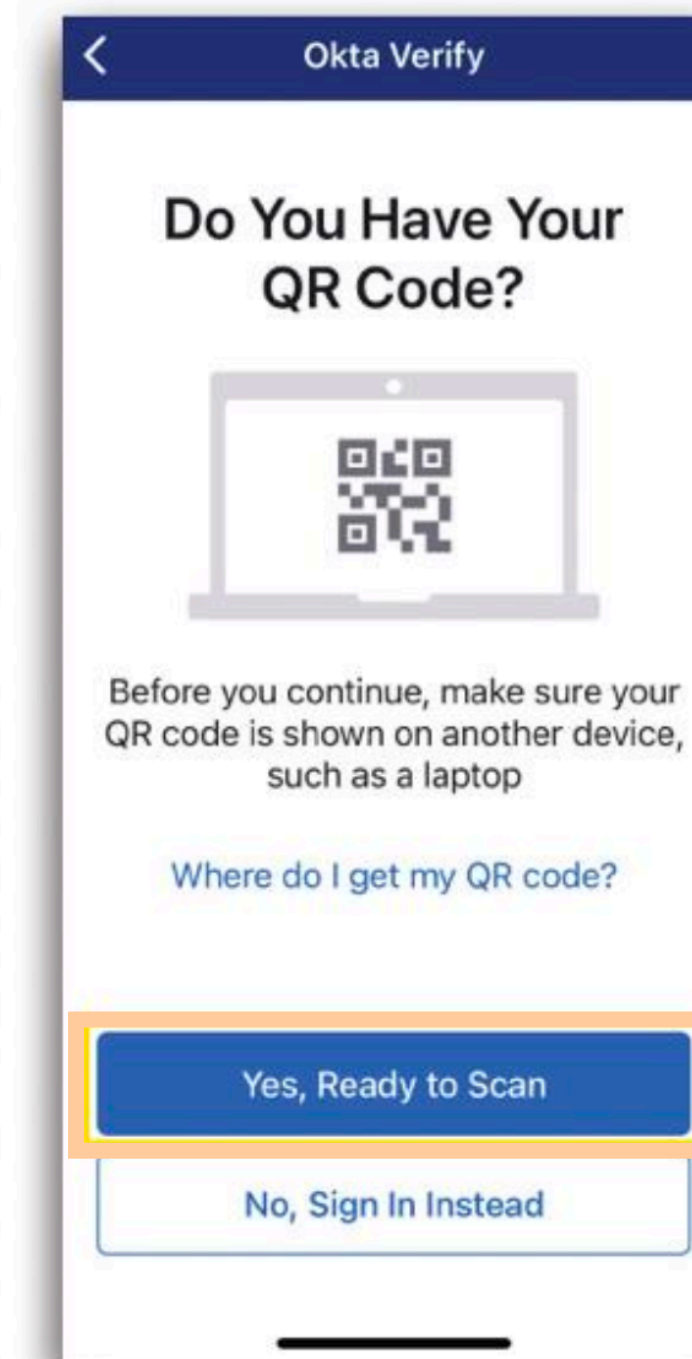 Okta Verify
Do You Have Your
QR Code?
Before you continue, make sure your
QR code is shown on another device,
such as a laptop
Where do I get my QR code?
Yes, Ready to Scan
No, Sign In Instead